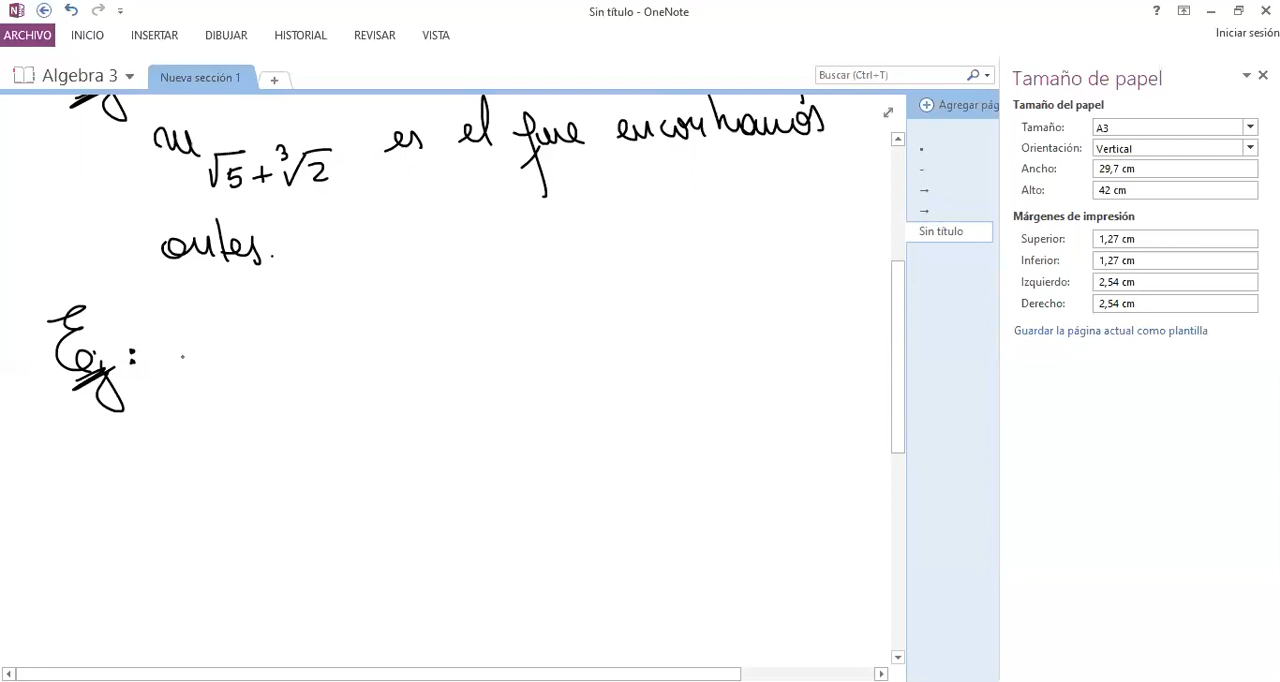 Sin título - OneNote
ARCHIVO INICIO INSERTAR DIBUJAR HISTORIAL REVISAR VISTA
Iniciar sesión
Algebra 3 Nueva sección 1
Buscar (Ctrl+T)
Agregar pág
Sin título
m √5+∛2 es el que encontramos
antes.
Ej:
Tamaño de papel
Tamaño del papel
Tamaño: A3
Orientación: Vertical
Ancho: 29,7 cm
Alto: 42 cm
Márgenes de impresión
Superior: 1,27 cm
Inferior: 1,27 cm
Izquierdo: 2,54 cm
Derecho: 2,54 cm
Guardar la página actual como plantilla